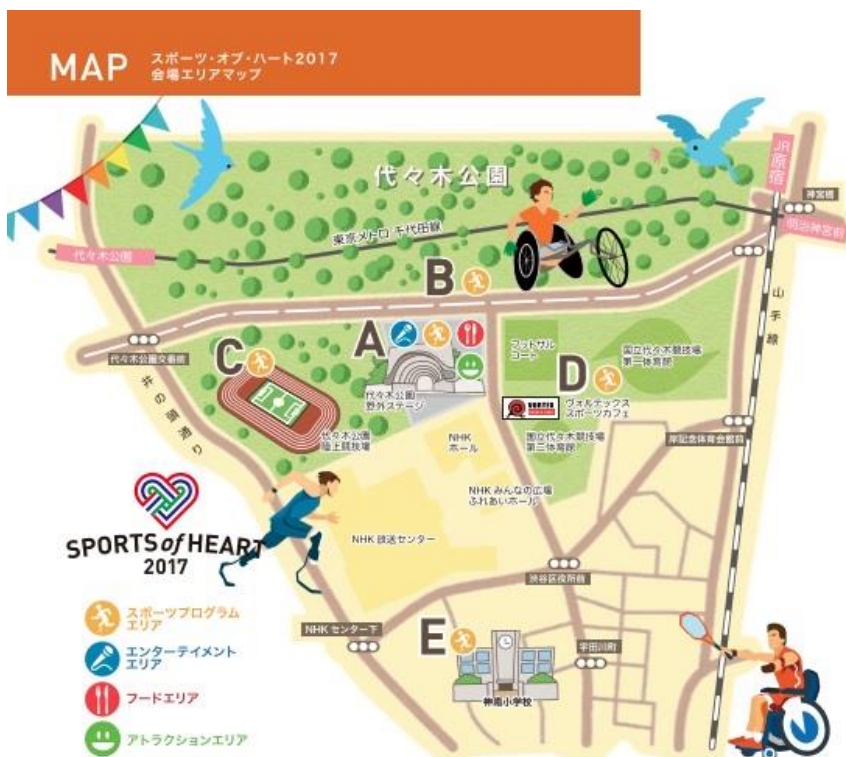 MAP
スポーツ・オブ・ハート2017
会場エリアマップ
JR原宿
神宮橋
明治神宮前
代々木公園
東京メトロ 千代田線
代々木公園
山手線
B
A
C
D
代々木公園交番前
井の頭通り
フットサル
コート
国立代々木競技場
第一体育館
代々木公園
野外ステージ
VORTEX
ヴォルテックス
スポーツカフェ
代々木公園
陸上競技場
NHK
ホール
国立代々木競技場
第二体育館
岸記念体育会館前
NHK みんなの広場
ふれあいホール
NHK 放送センター
SPORTS of HEART
2017
渋谷区役所前
スポーツプログラム
エリア
NHK センター下
E
宇田川町
神南小学校
エンターテイメント
エリア
フードエリア
アトラクションエリア